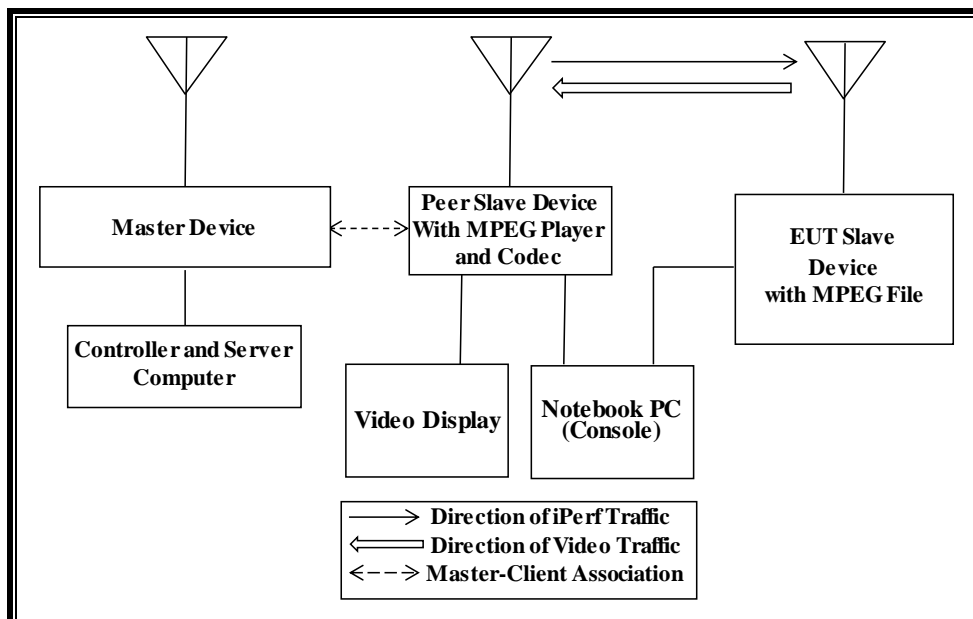 Master Device
Peer Slave Device
With MPEG Player
and Codec
EUT Slave
Device
with MPEG File
Controller and Server
Computer
Video Display
Notebook PC
(Console)
Direction of iPerf Traffic
Direction of Video Traffic
Master-Client Association